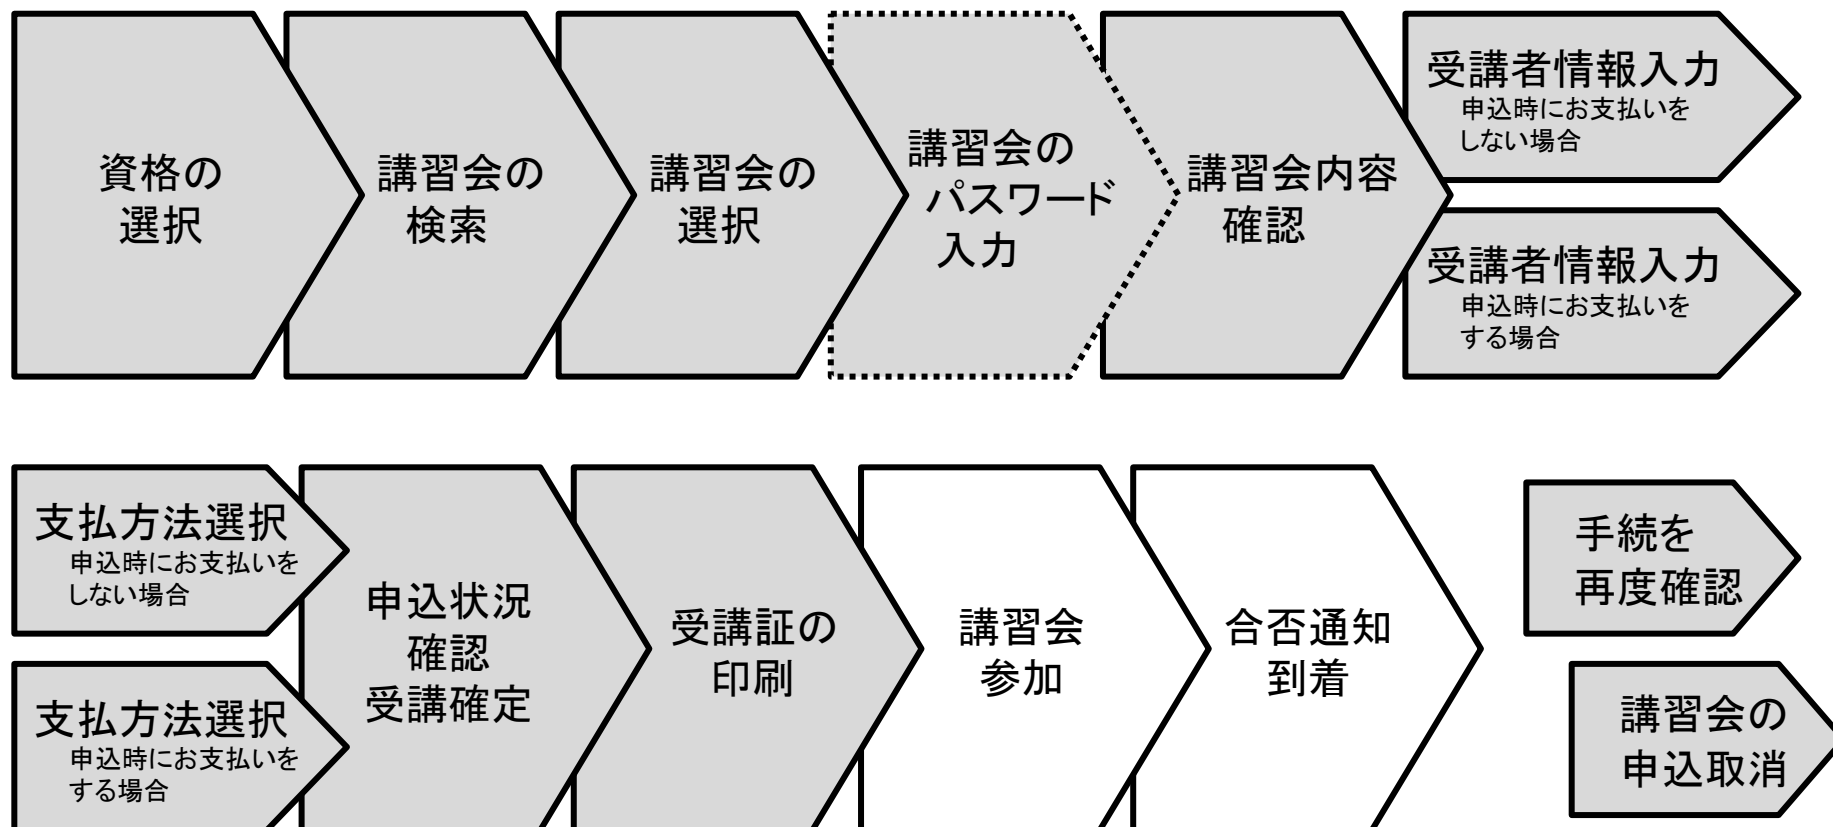 資格の
選択
講習会の
検索
講習会の
選択
講習会の
パスワード
入力
講習会内容
確認
受講者情報入力
申込時にお支払いを
しない場合
受講者情報入力
申込時にお支払いを
する場合
支払方法選択
申込時にお支払いを
しない場合
支払方法選択
申込時にお支払いを
する場合
申込状況
確認
受講確定
受講証の
印刷
講習会
参加
合否通知
到着
手続を
再度確認
講習会の
申込取消